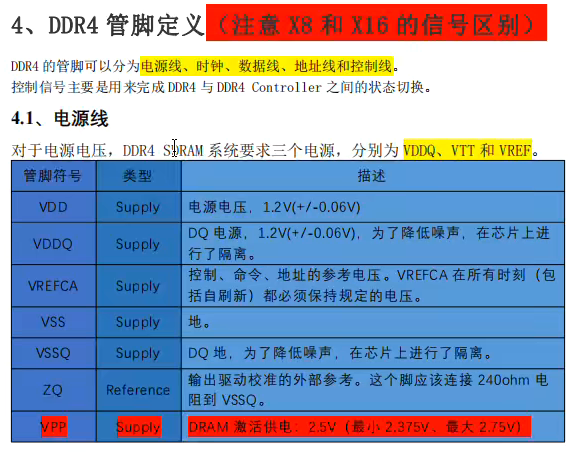 4、DDR4 管脚定义（注意 X8 和 X16 的信号区别）
DDR4 的管脚可以分为电源线、时钟、数据线、地址线和控制线。
控制信号主要是用来完成 DDR4 与 DDR4 Controller 之间的状态切换。
4.1、电源线
对于电源电压，DDR4 SDRAM 系统要求三个电源，分别为 VDDQ、VTT 和 VREF。
管脚符号 类型 描述
VDD Supply 电源电压，1.2V(+/-0.06V)
VDDQ Supply DQ 电源，1.2V(+/-0.06V)，为了降低噪声，在芯片上进
行了隔离。
VREFCA Supply 控制、命令、地址的参考电压。VREFCA 在所有时刻（包
括自刷新）都必须保持规定的电压。
VSS Supply 地。
VSSQ Supply DQ 地，为了降低噪声，在芯片上进行了隔离。
ZQ Reference 输出驱动校准的外部参考。这个脚应该连接 240ohm 电
阻到 VSSQ。
VPP Supply DRAM 激活供电：2.5V（最小 2.375V、最大 2.75V）